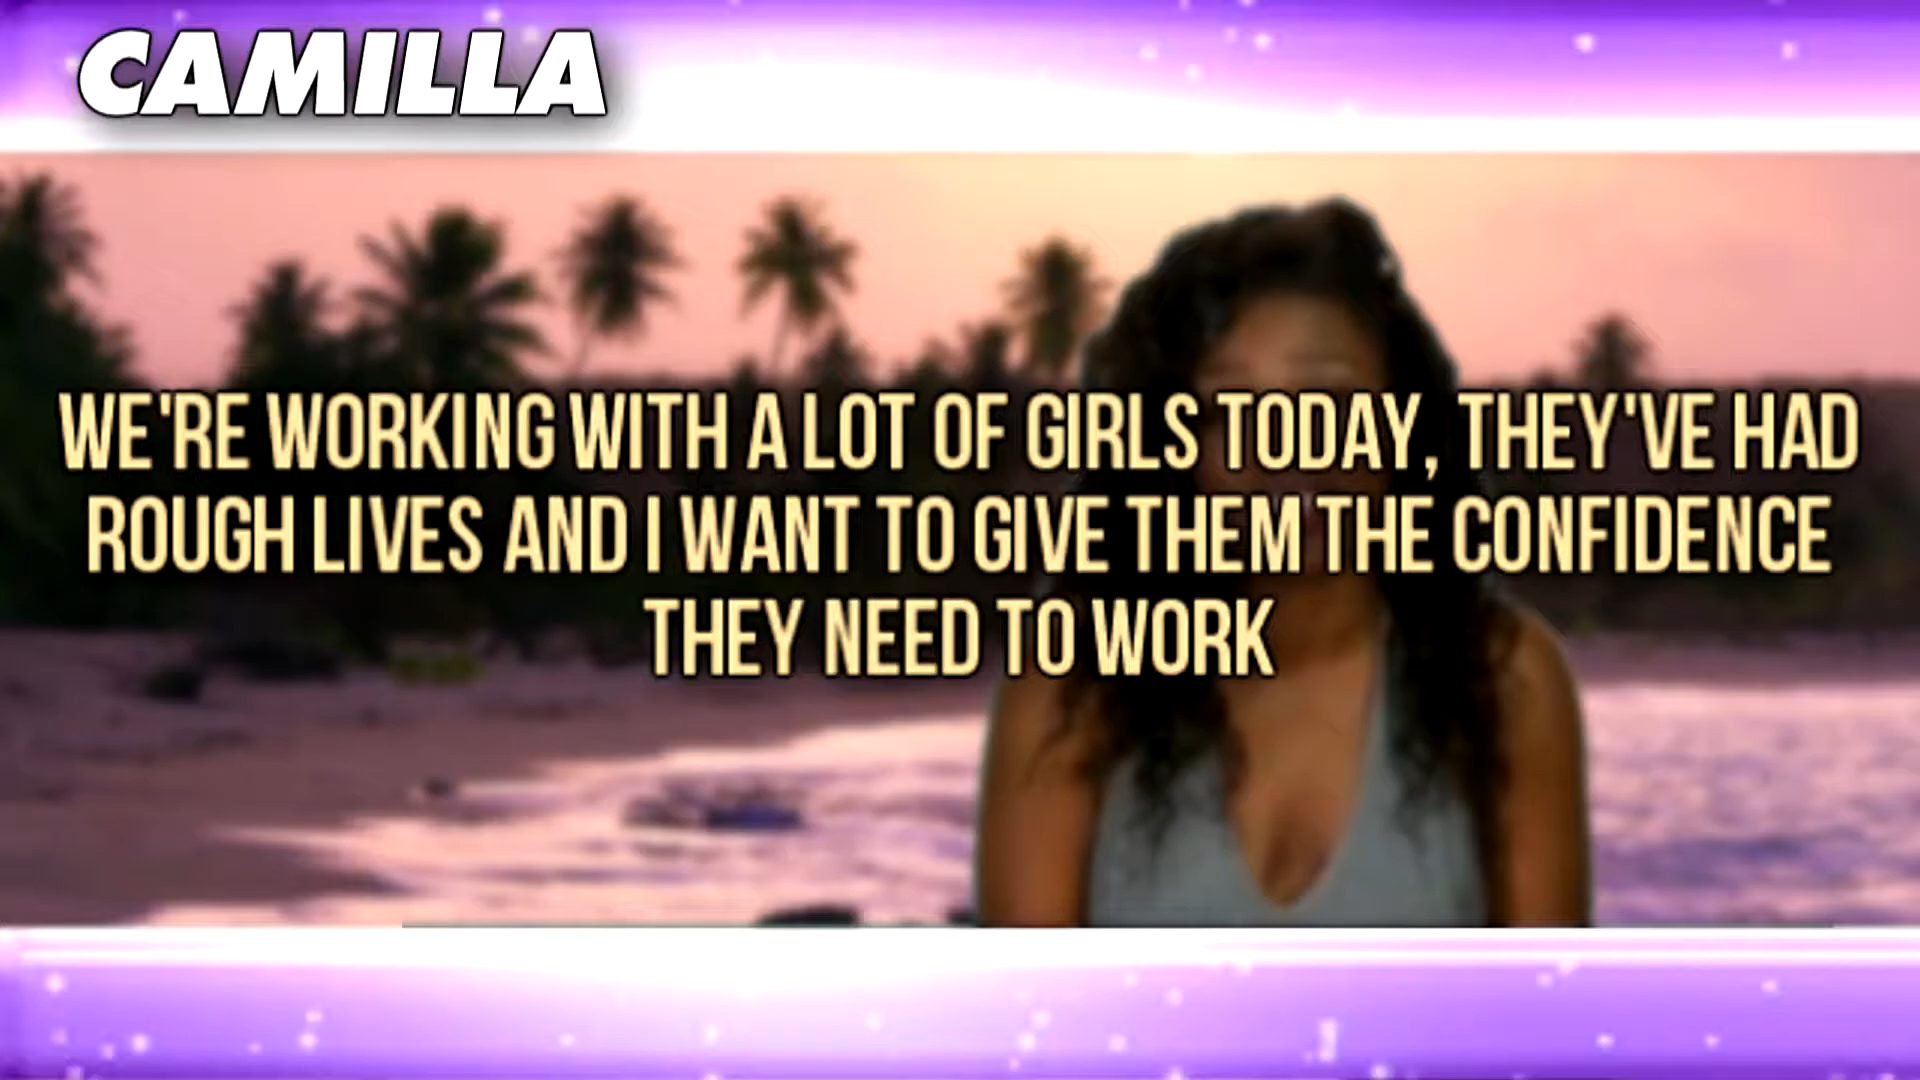 CAMILLA
WE'RE WORKING WITH A LOT OF GIRLS TODAY, THEY'VE HAD
ROUGH LIVES AND I WANT TO GIVE THEM THE CONFIDENCE
THEY NEED TO WORK